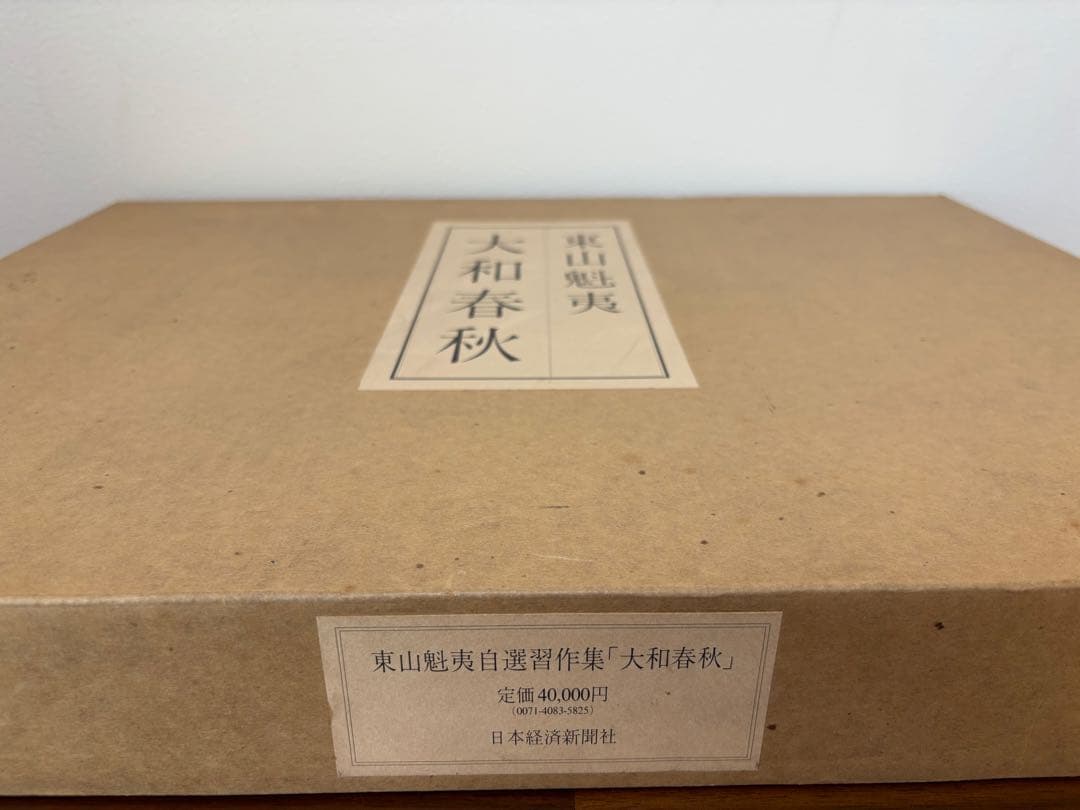 東山魁夷
大和春秋
東山魁夷自選習作集「大和春秋」
定価40,000円
(0071-4083-5825)
日本経済新聞社